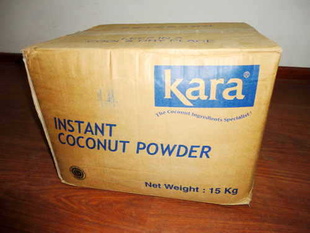 kara®
The Coconut Ingredients Specialist!
INSTANT
COCONUT POWDER
Net Weight : 15 Kg